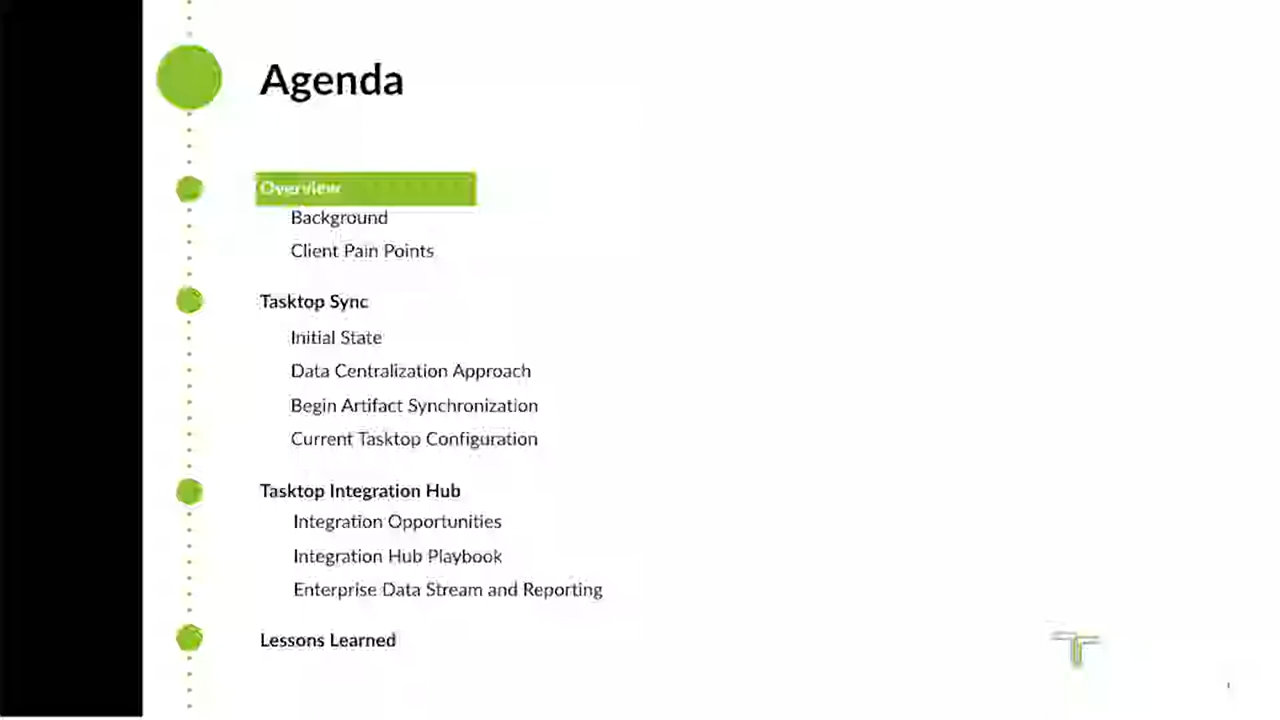 Agenda
Overview
Background
Client Pain Points
Tasktop Sync
Initial State
Data Centralization Approach
Begin Artifact Synchronization
Current Tasktop Configuration
Tasktop Integration Hub
Integration Opportunities
Integration Hub Playbook
Enterprise Data Stream and Reporting
Lessons Learned